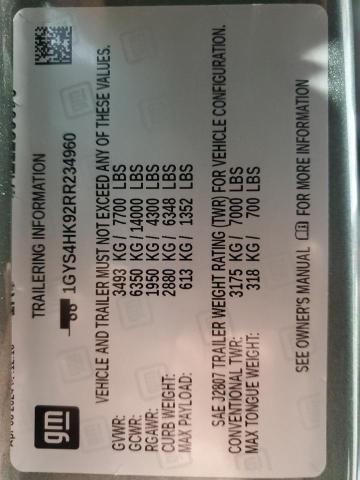 gm
TRAILERING INFORMATION
1GYS4HK92RR234960
VEHICLE AND TRAILER MUST NOT EXCEED ANY OF THESE VALUES.
GVWR: 3493 KG / 7700 LBS
GCWR: 6350 KG / 14000 LBS
RGAWR: 1950 KG / 4300 LBS
CURB WEIGHT: 2880 KG / 6348 LBS
MAX PAYLOAD: 613 KG / 1352 LBS
SAE J2807 TRAILER WEIGHT RATING (TWR) FOR VEHICLE CONFIGURATION.
CONVENTIONAL TWR: 3175 KG / 7000 LBS
MAX TONGUE WEIGHT: 318 KG / 700 LBS
SEE OWNER'S MANUAL FOR MORE INFORMATION